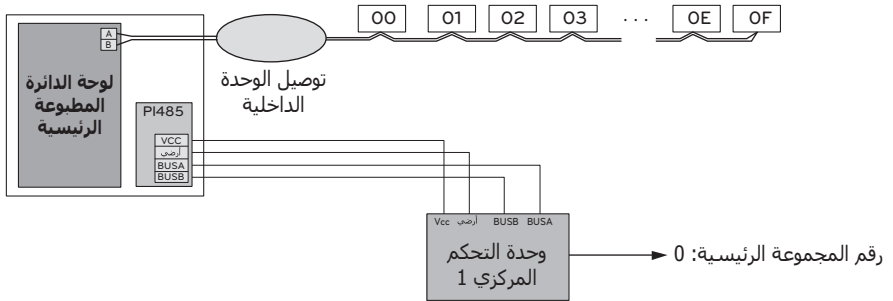 00 01 02 03 ... 0E 0F
A
B
توصيل الوحدة
الداخلية
لوحة الدائرة
المطبوعة
الرئيسية
PI485
VCC
أرضي
BUSA
BUSB
Vcc أرضي BUSB BUSA
وحدة التحكم
المركزي 1
رقم المجموعة الرئيسية: 0